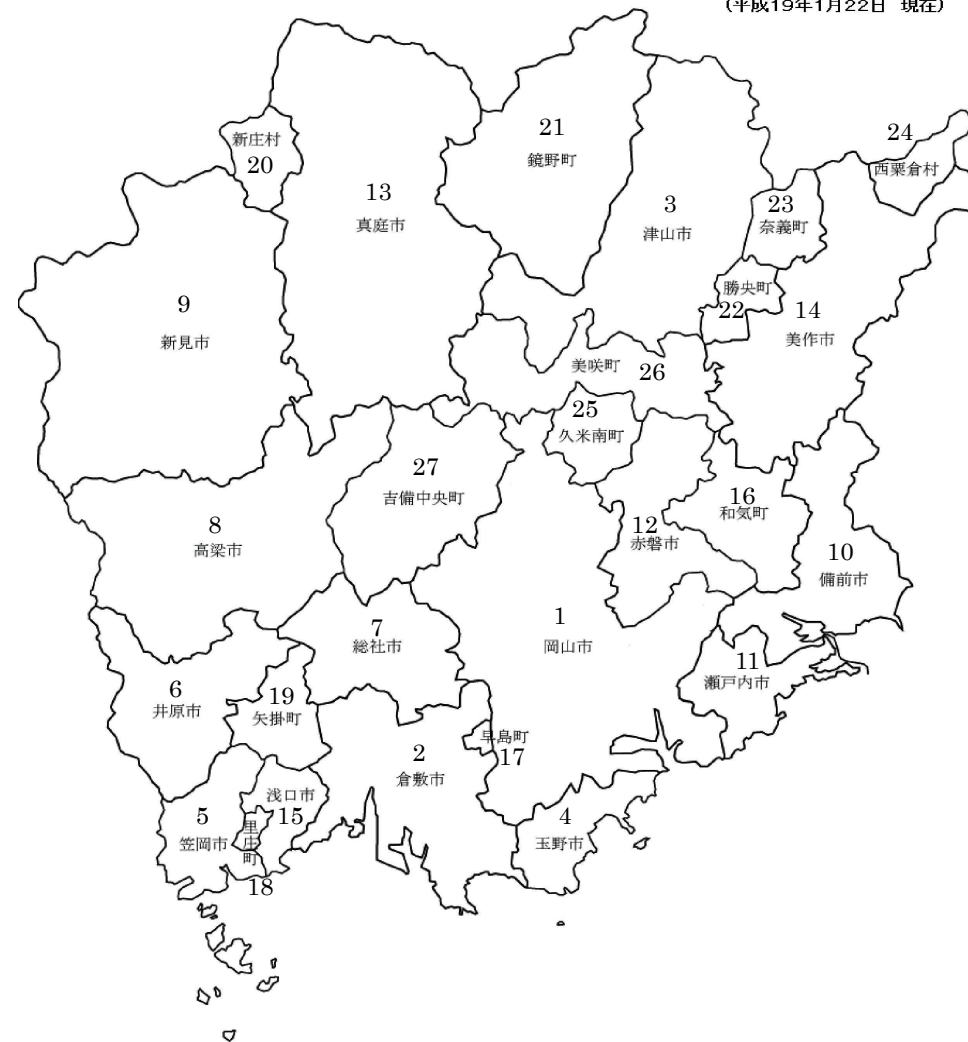 (平成19年1月22日 現在)
24
西粟倉村
新庄村
20
21
鏡野町
13
真庭市
3
津山市
23
奈義町
9
新見市
勝央町
22
14
美作市
美咲町
26
25
久米南町
27
吉備中央町
16
和気町
8
高梁市
12
赤磐市
10
備前市
1
岡山市
7
総社市
11
瀬戸内市
6
井原市
19
矢掛町
早島町
17
2
倉敷市
浅口市
15
5
笠岡市
里庄町
18
4
玉野市